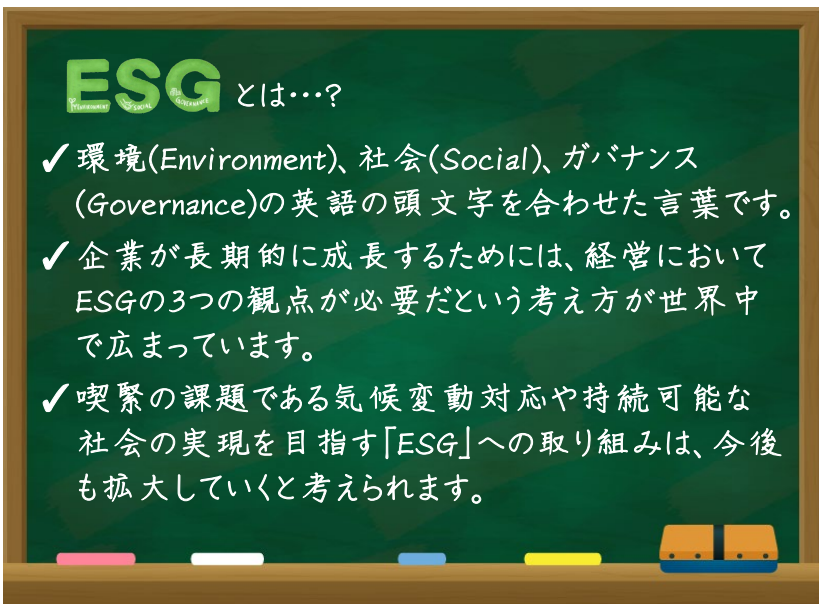 ESG とは…?
ENVIRONMENT SOCIAL GOVERNANCE
✓環境(Environment)、社会(Social)、ガバナンス
(Governance)の英語の頭文字を合わせた言葉です。
✓企業が長期的に成長するためには、経営において
ESGの3つの観点が必要だという考え方が世界中
で広まっています。
✓喫緊の課題である気候変動対応や持続可能な
社会の実現を目指す「ESG」への取り組みは、今後
も拡大していくと考えられます。